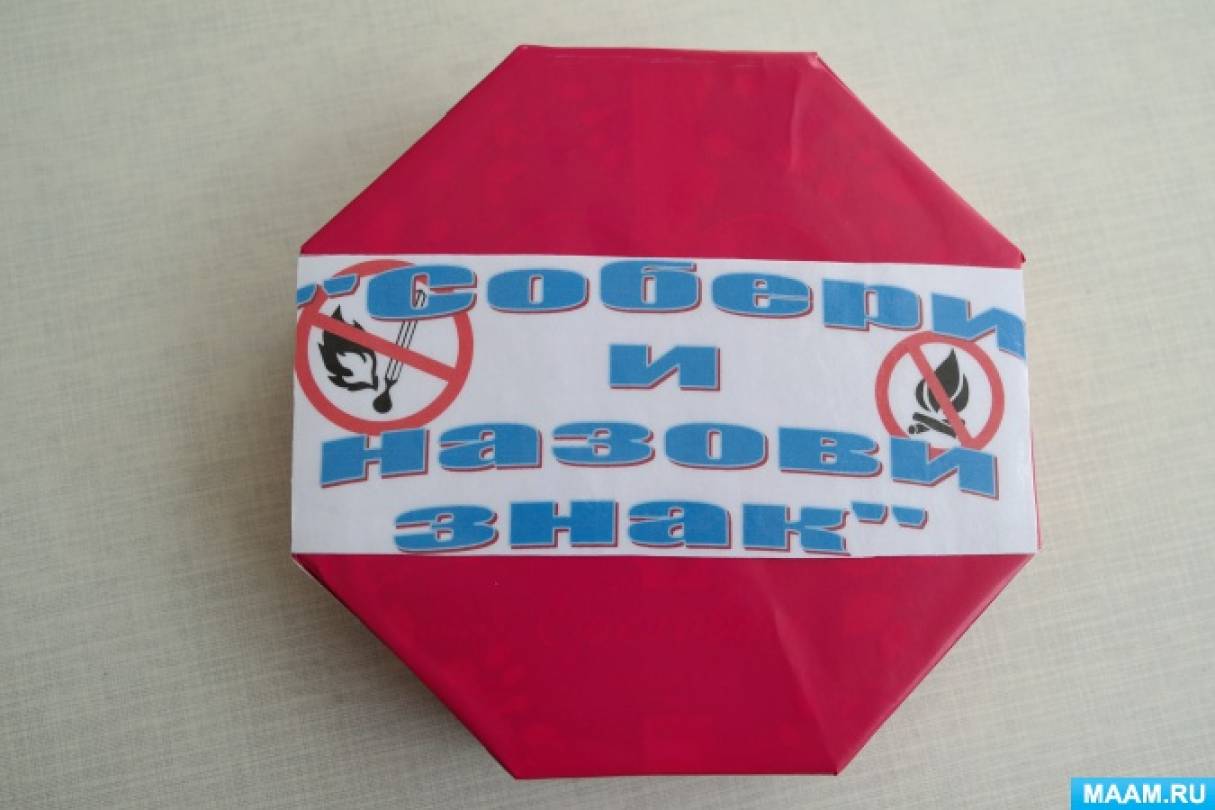 "Собери
и
назови
знак"
MAAM.RU